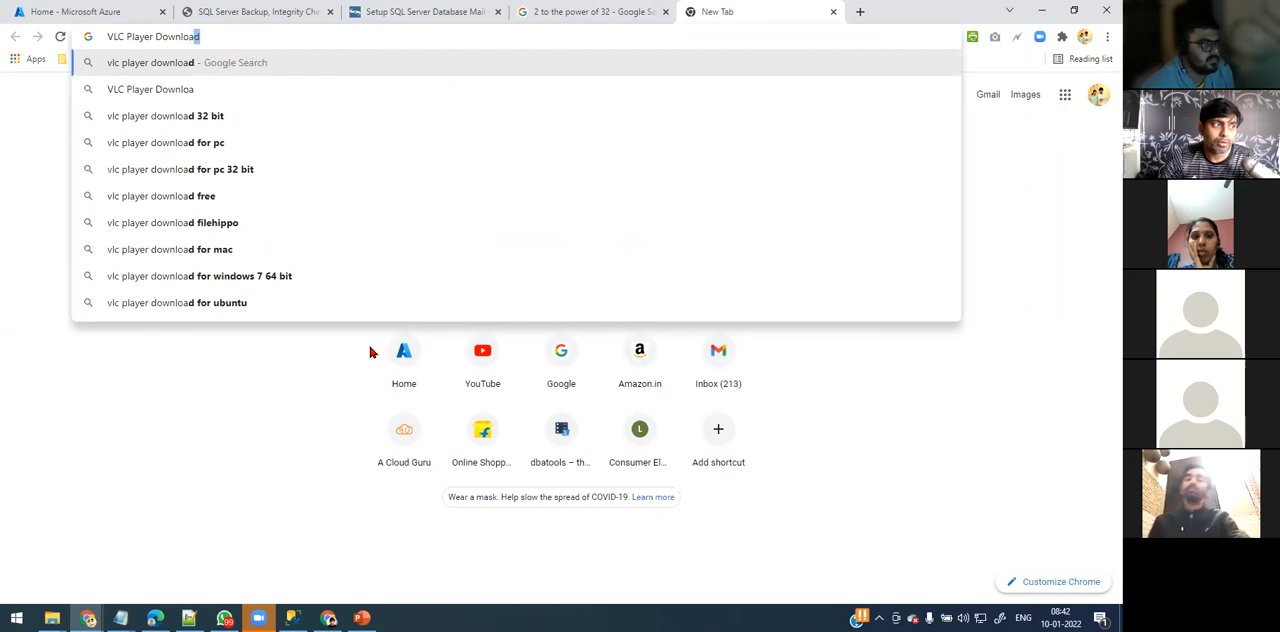 Home - Microsoft Azure
SQL Server Backup, Integrity Che
Setup SQL Server Database Mail
2 to the power of 32 - Google Se
New Tab
VLC Player Download
Apps
Reading list
vlc player download - Google Search
VLC Player Downloa
vlc player download 32 bit
vlc player download for pc
vlc player download for pc 32 bit
vlc player download free
vlc player download filehippo
vlc player download for mac
vlc player download for windows 7 64 bit
vlc player download for ubuntu
Gmail Images
Home YouTube Google Amazon.in Inbox (213)
A Cloud Guru Online Shopp... dbatools – th... Consumer El... Add shortcut
L
Wear a mask. Help slow the spread of COVID-19. Learn more
Customize Chrome
99
ENG
08:42
10-01-2022
1